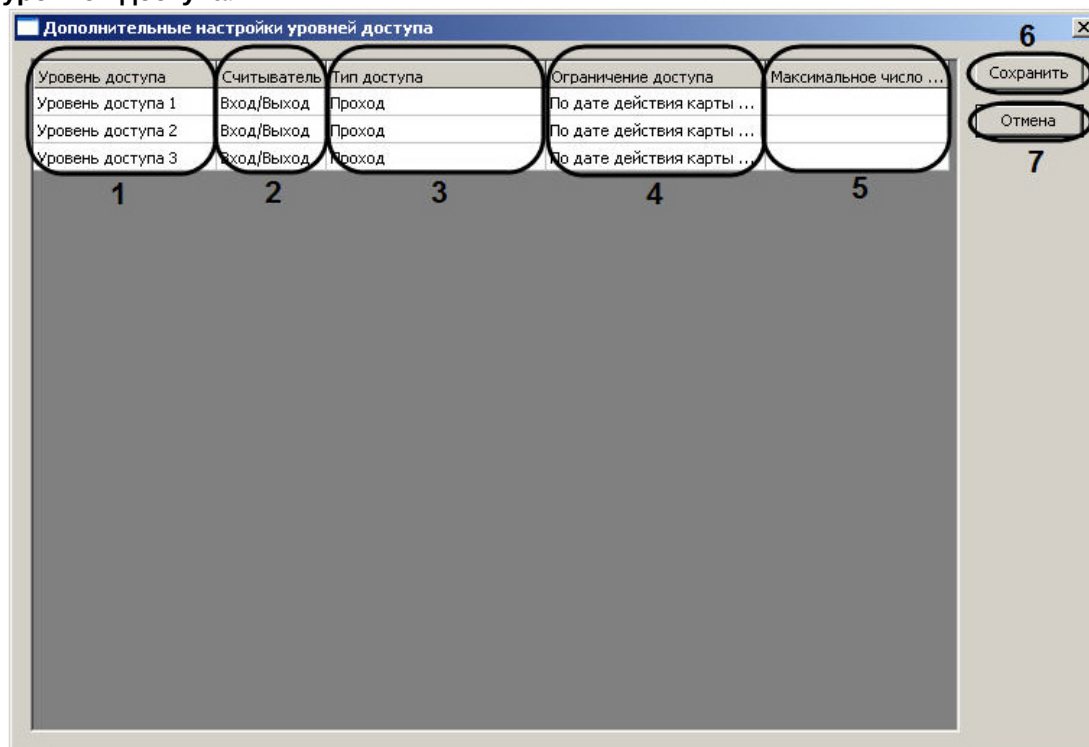 Дополнительные настройки уровней доступа
6
Уровень доступа Считыватель Тип доступа Ограничение доступа Максимальное число ... Сохранить
Уровень доступа 1 Вход/Выход Проход По дате действия карты ...
Уровень доступа 2 Вход/Выход Проход По дате действия карты ... Отмена
Уровень доступа 3 Вход/Выход Проход По дате действия карты ... 7
1 2 3 4 5